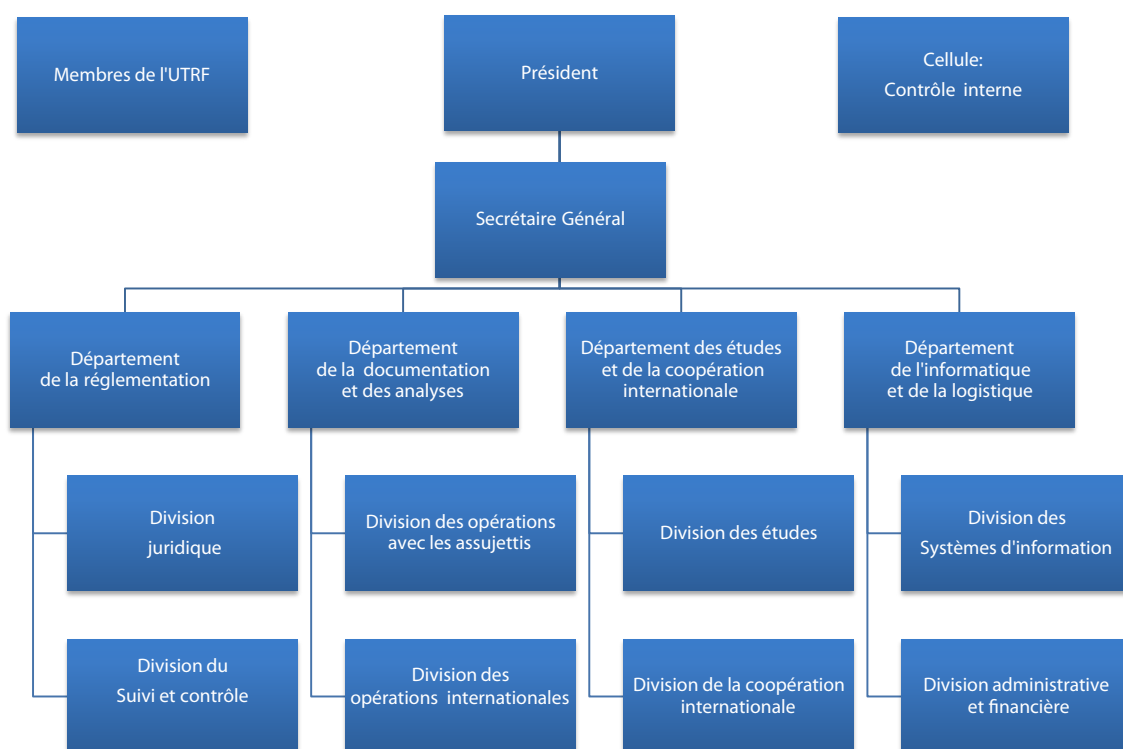 Membres de l'UTRF
Président
Cellule:
Contrôle interne
Secrétaire Général
Département
de la réglementation
Département
de la documentation
et des analyses
Département des études
et de la coopération
internationale
Département
de l'informatique
et de la logistique
Division
juridique
Division des opérations
avec les assujettis
Division des études
Division des
Systèmes d'information
Division du
Suivi et contrôle
Division des
opérations internationales
Division de la coopération
internationale
Division administrative
et financière